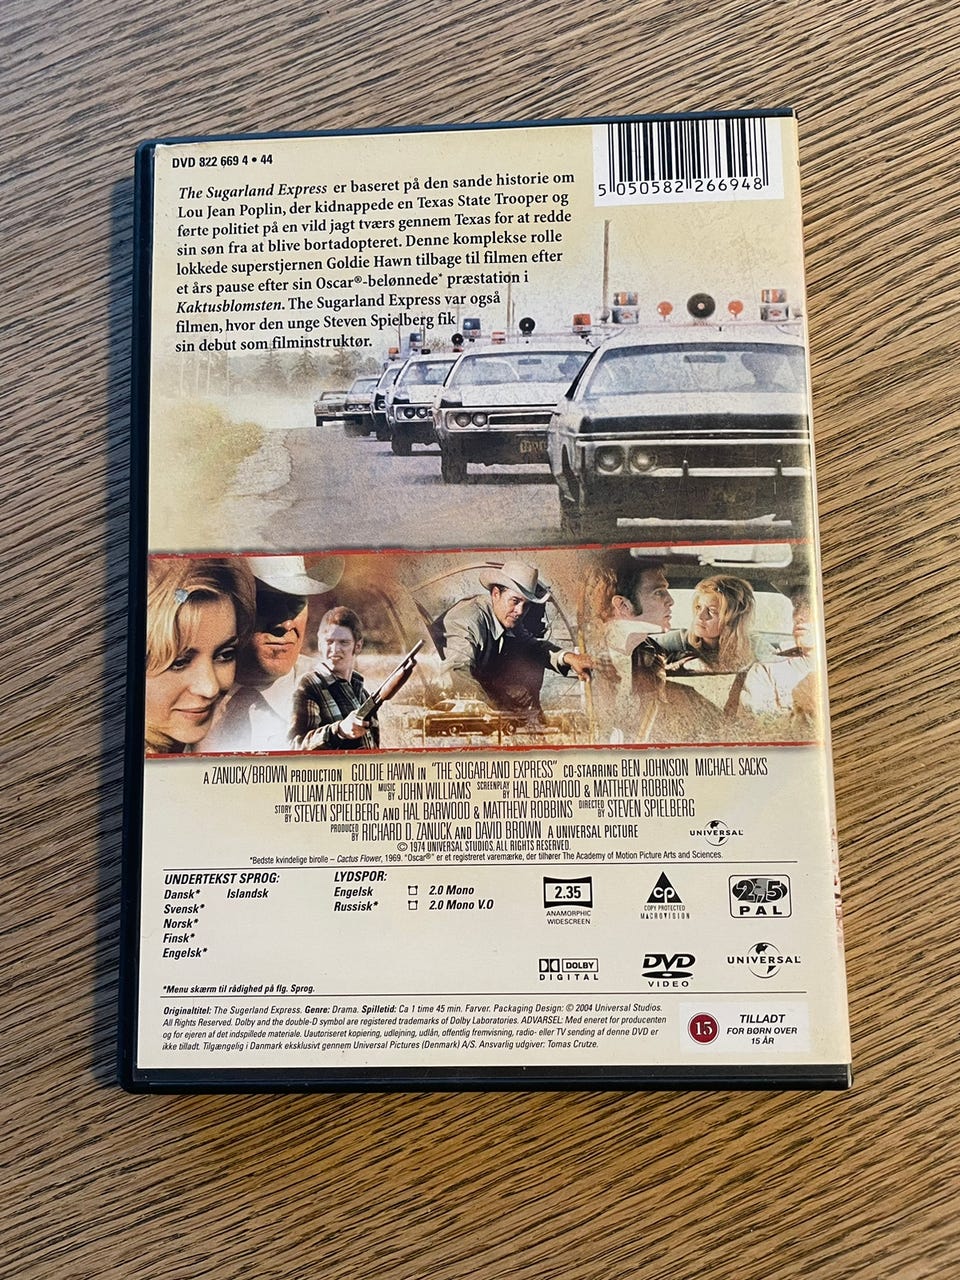 DVD 822 669 4 • 44
5 050582 266948
The Sugarland Express er baseret på den sande historie om
Lou Jean Poplin, der kidnappede en Texas State Trooper og
førte politiet på en vild jagt tværs gennem Texas for at redde
sin søn fra at blive bortadopteret. Denne komplekse rolle
lokkede superstjernen Goldie Hawn tilbage til filmen efter
et års pause efter sin Oscar®-belønnede* præstation i
Kaktusblomsten. The Sugarland Express var også
filmen, hvor den unge Steven Spielberg fik
sin debut som filminstruktør.
A ZANUCK/BROWN PRODUCTION GOLDIE HAWN IN "THE SUGARLAND EXPRESS" CO-STARRING BEN JOHNSON MICHAEL SACKS
WILLIAM ATHERTON MUSIC BY JOHN WILLIAMS SCREENPLAY BY HAL BARWOOD & MATTHEW ROBBINS
STORY BY STEVEN SPIELBERG AND HAL BARWOOD & MATTHEW ROBBINS DIRECTED BY STEVEN SPIELBERG
PRODUCED BY RICHARD D. ZANUCK AND DAVID BROWN A UNIVERSAL PICTURE
UNIVERSAL
© 1974 UNIVERSAL STUDIOS. ALL RIGHTS RESERVED.
*Bedste kvindelige birolle – Cactus Flower, 1969. "Oscar®" er et registreret varemærke, der tilhører The Academy of Motion Picture Arts and Sciences.
UNDERTEKST SPROG:
Dansk* Islandsk
Svensk*
Norsk*
Finsk*
Engelsk*
*Menu skærm til rådighed på flg. Sprog.
LYDSPOR:
Engelsk 2.0 Mono
Russisk* 2.0 Mono V.O
2.35
ANAMORPHIC
WIDESCREEN
CP
COPY PROTECTED
MACROVISION
2,5
PAL
DOLBY
DIGITAL
DVD
VIDEO
UNIVERSAL
Originaltitel: The Sugerland Express. Genre: Drama. Spilletid: Ca 1 time 45 min. Farver. Packaging Design: © 2004 Universal Studios.
All Rights Reserved. Dolby and the double-D symbol are registered trademarks of Dolby Laboratories. ADVARSEL: Med eneret for producenten
og for ejeren af det indspillede materiale. Uautoriseret kopiering, udlejning, udlån, offentlig fremvisning, radio- eller TV sending af denne DVD er
ikke tilladt. Tilgængelig i Danmark eksklusivt gennem Universal Pictures (Denmark) A/S. Ansvarlig udgiver: Tomas Crutze.
15
TILLADT
FOR BØRN OVER
15 ÅR